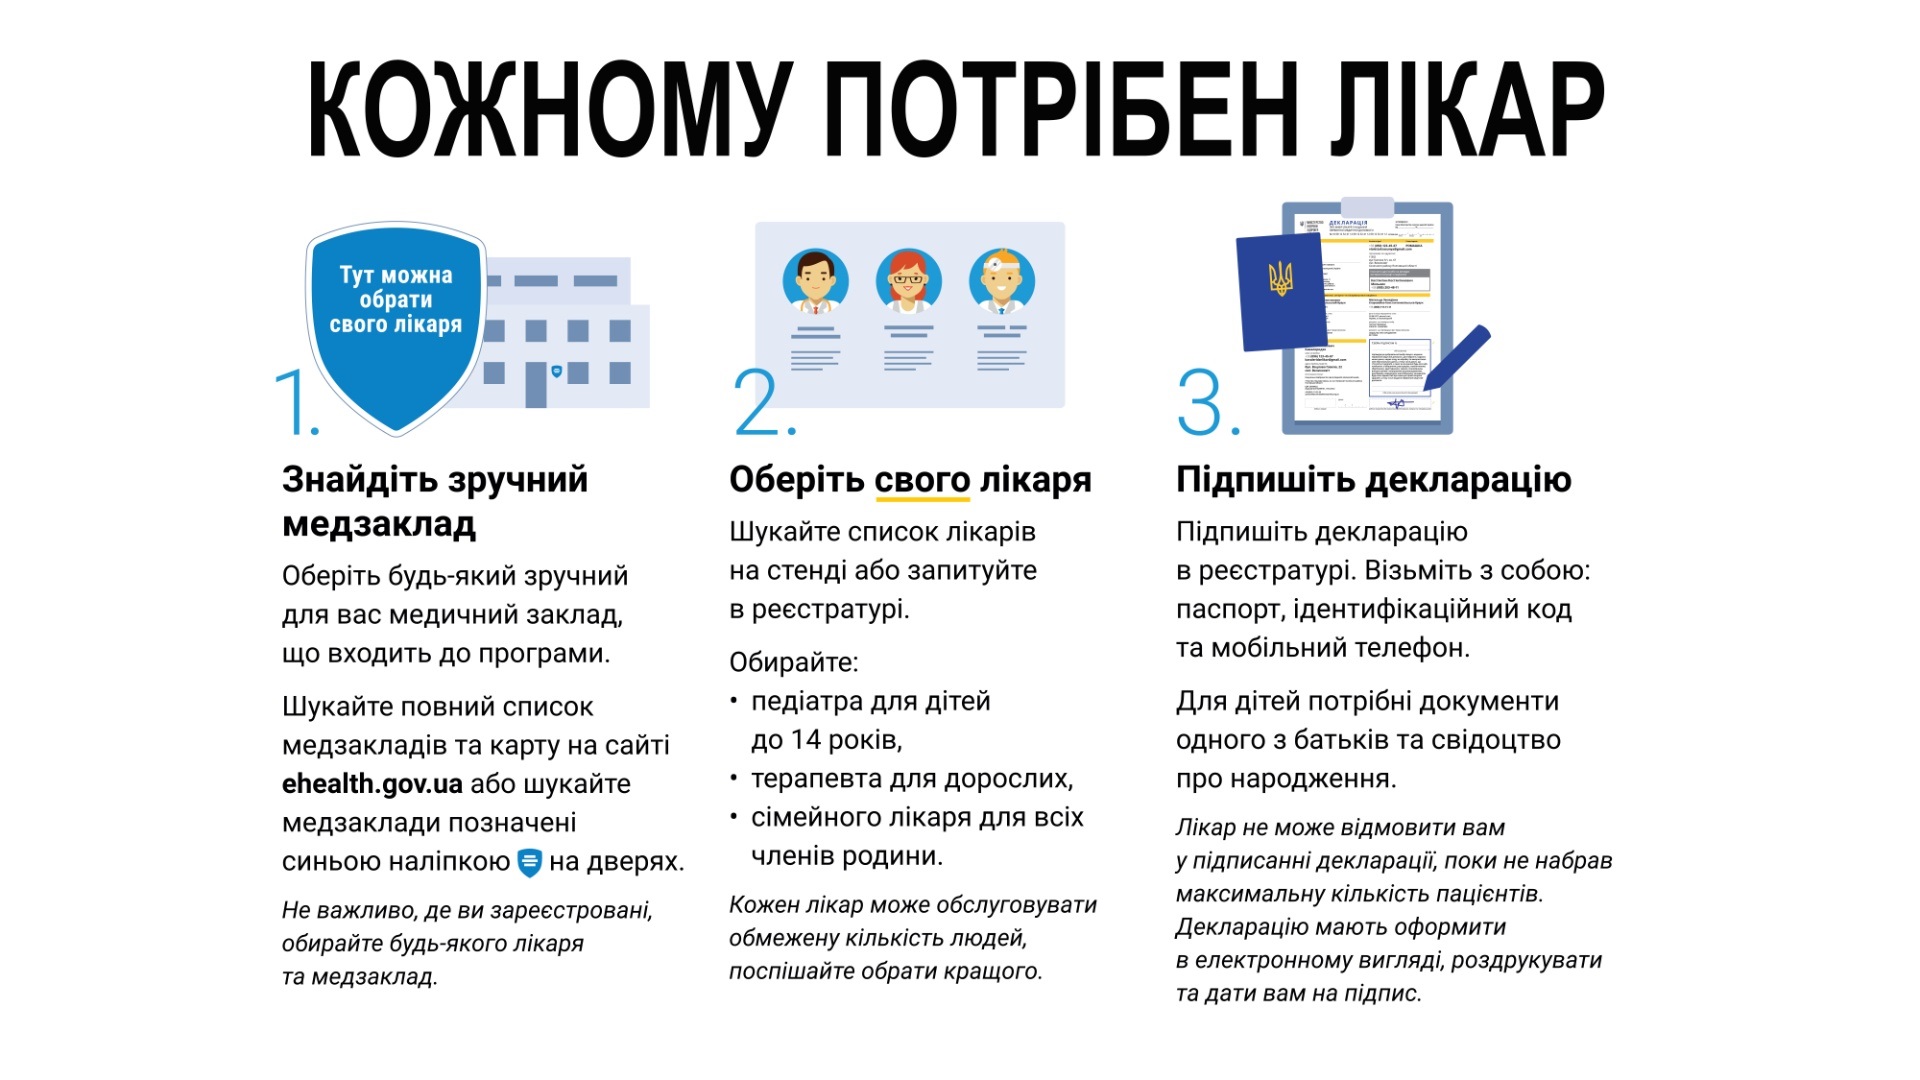 КОЖНОМУ ПОТРІБЕН ЛІКАР
Тут можна
обрати
свого лікаря
1.
Знайдіть зручний
медзаклад
Оберіть будь-який зручний
для вас медичний заклад,
що входить до програми.
Шукайте повний список
медзакладів та карту на сайті
ehealth.gov.ua або шукайте
медзаклади позначені
синьою наліпкою на дверях.
Не важливо, де ви зареєстровані,
обирайте будь-якого лікаря
та медзаклад.
2.
Оберіть свого лікаря
Шукайте список лікарів
на стенді або запитуйте
в реєстратурі.
Обирайте:
• педіатра для дітей
до 14 років,
• терапевта для дорослих,
• сімейного лікаря для всіх
членів родини.
Кожен лікар може обслуговувати
обмежену кількість людей,
поспішайте обрати кращого.
ДЕКЛАРАЦІЯ
3.
Підпишіть декларацію
Підпишіть декларацію
в реєстратурі. Візьміть з собою:
паспорт, ідентифікаційний код
та мобільний телефон.
Для дітей потрібні документи
одного з батьків та свідоцтво
про народження.
Лікар не може відмовити вам
у підписанні декларації, поки не набрав
максимальну кількість пацієнтів.
Декларацію мають оформити
в електронному вигляді, роздрукувати
та дати вам на підпис.